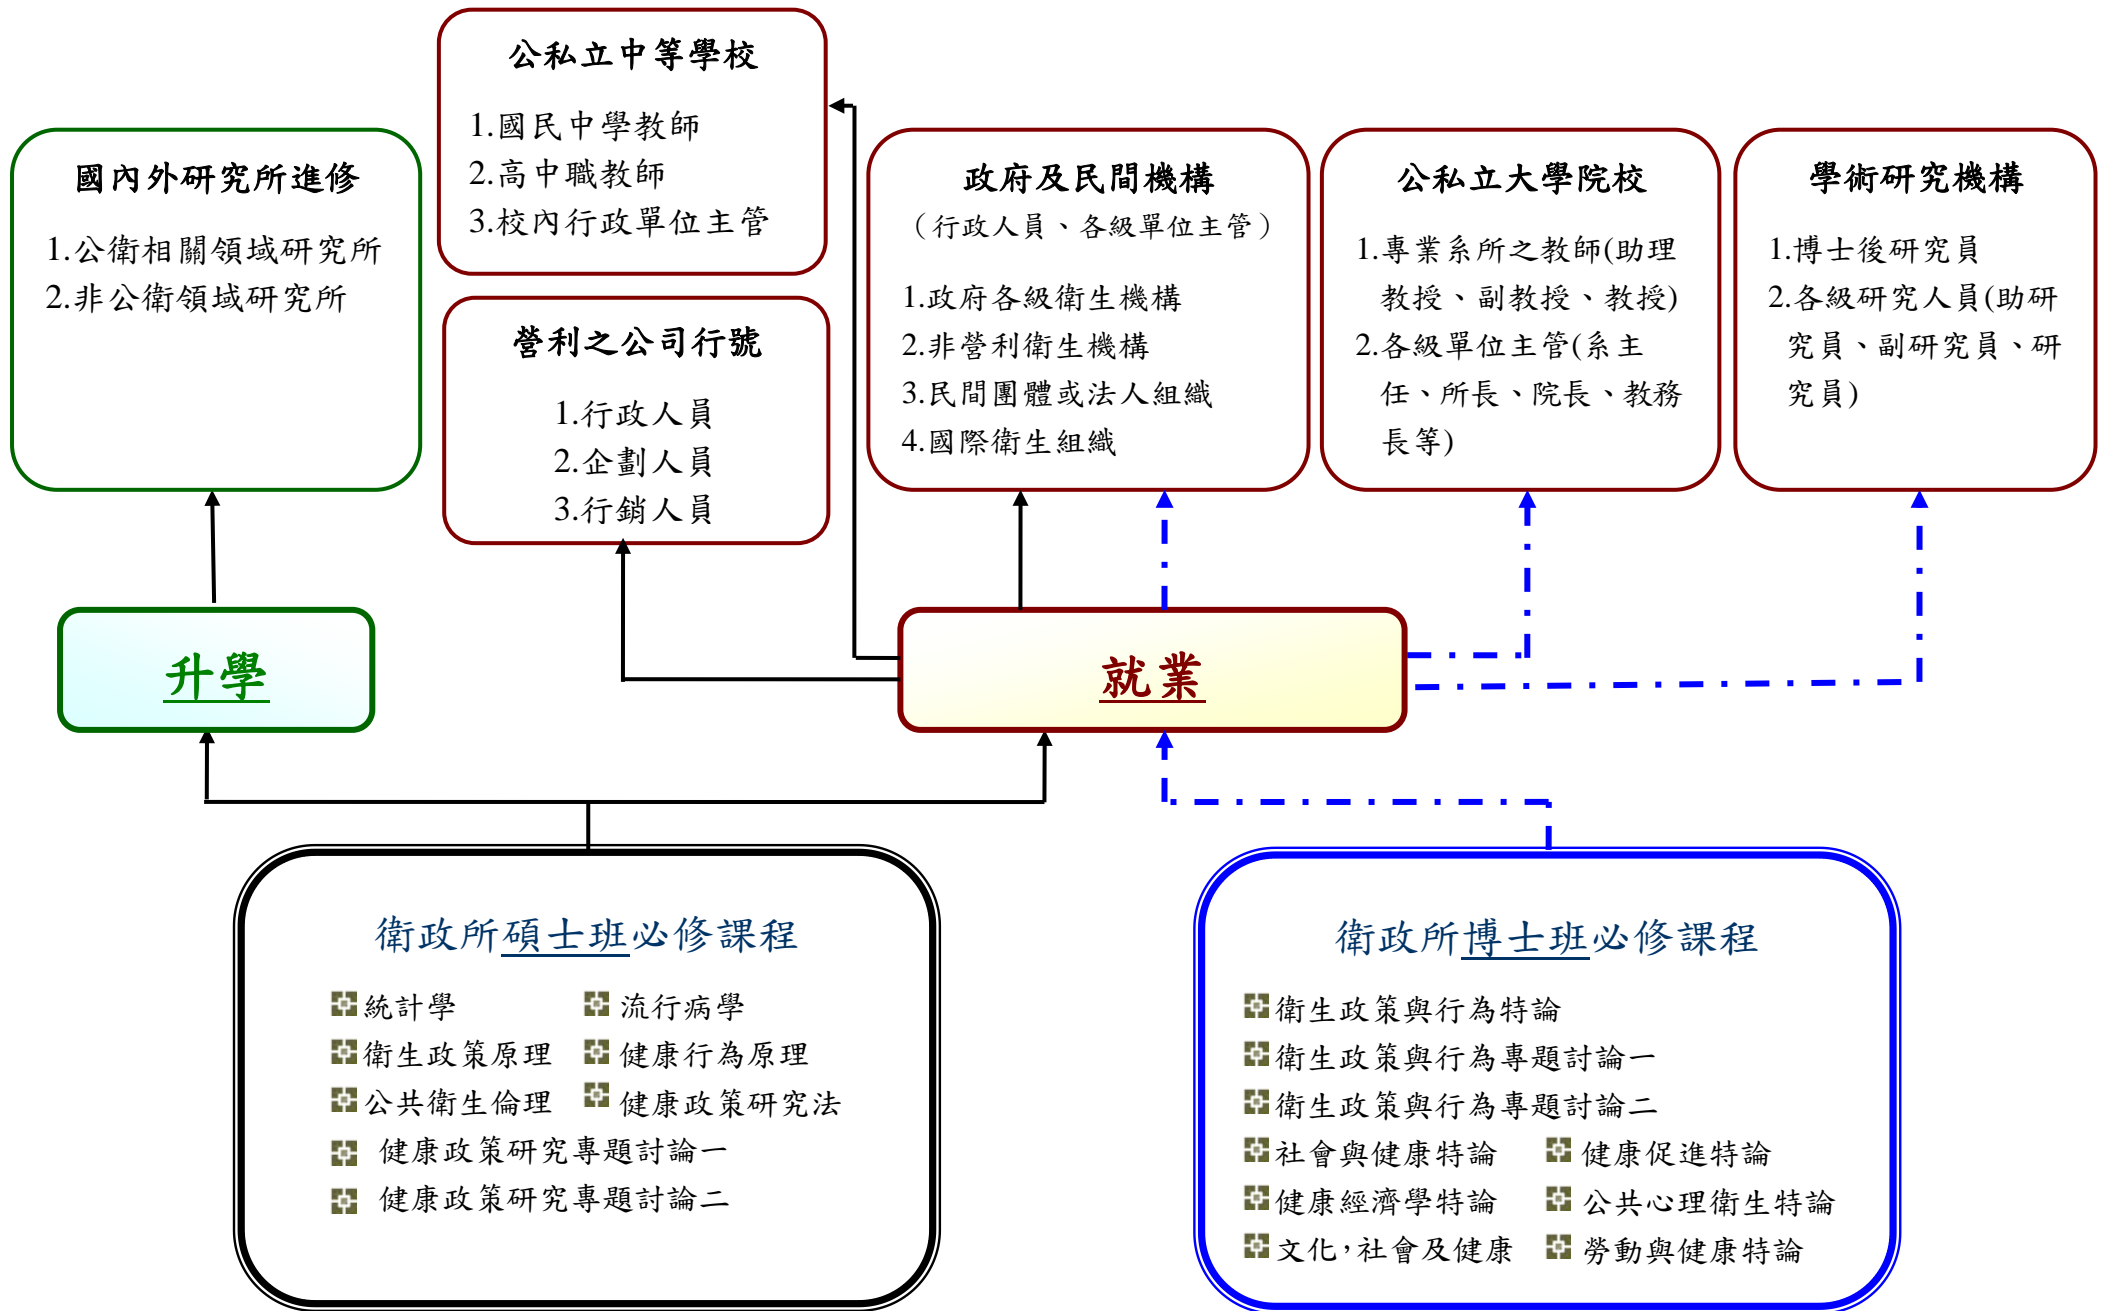 公私立中等學校
1.國民中學教師
2.高中職教師
3.校內行政單位主管
國內外研究所進修
1.公衛相關領域研究所
2.非公衛領域研究所
營利之公司行號
1.行政人員
2.企劃人員
3.行銷人員
政府及民間機構
（行政人員、各級單位主管）
1.政府各級衛生機構
2.非營利衛生機構
3.民間團體或法人組織
4.國際衛生組織
公私立大學院校
1.專業系所之教師(助理
教授、副教授、教授)
2.各級單位主管(系主
任、所長、院長、教務
長等)
學術研究機構
1.博士後研究員
2.各級研究人員(助研
究員、副研究員、研
究員)
升學
就業
衛政所碩士班必修課程
統計學
流行病學
衛生政策原理
健康行為原理
公共衛生倫理
健康政策研究法
健康政策研究專題討論一
健康政策研究專題討論二
衛政所博士班必修課程
衛生政策與行為特論
衛生政策與行為專題討論一
衛生政策與行為專題討論二
社會與健康特論
健康促進特論
健康經濟學特論
公共心理衛生特論
文化，社會及健康
勞動與健康特論